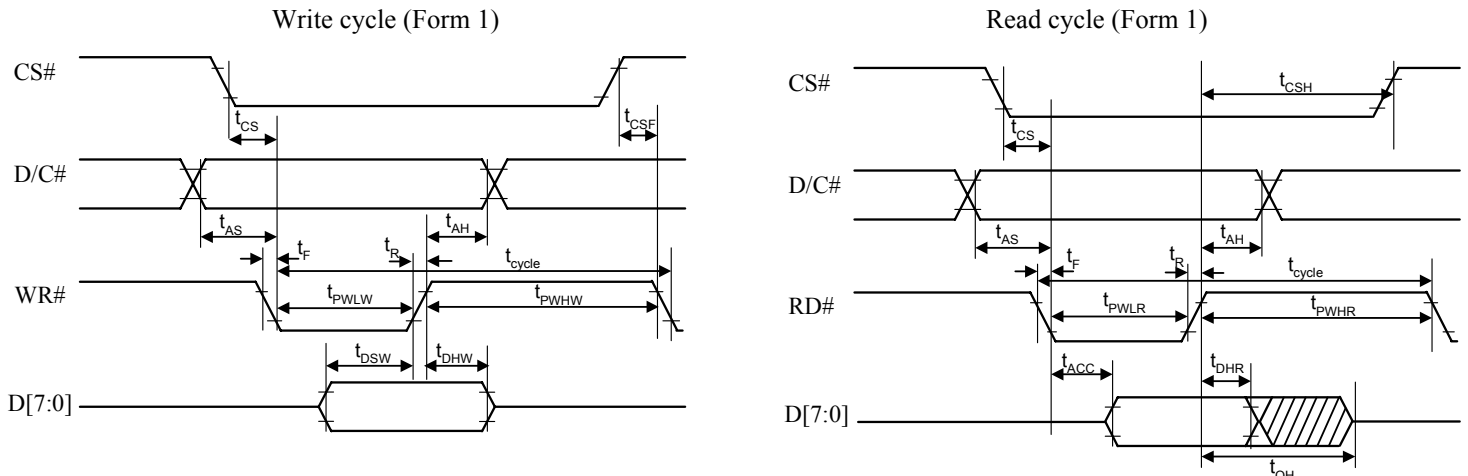 Write cycle (Form 1)
CS#
tCS
tCSF
D/C#
tAS
tF
tR
tAH
tcycle
WR#
tPWLW
tPWHW
tDSW
tDHW
D[7:0]
Read cycle (Form 1)
CS#
tCSH
tCS
D/C#
tAS
tF
tR
tAH
tcycle
RD#
tPWLR
tPWHR
tACC
tDHR
D[7:0]
tOH